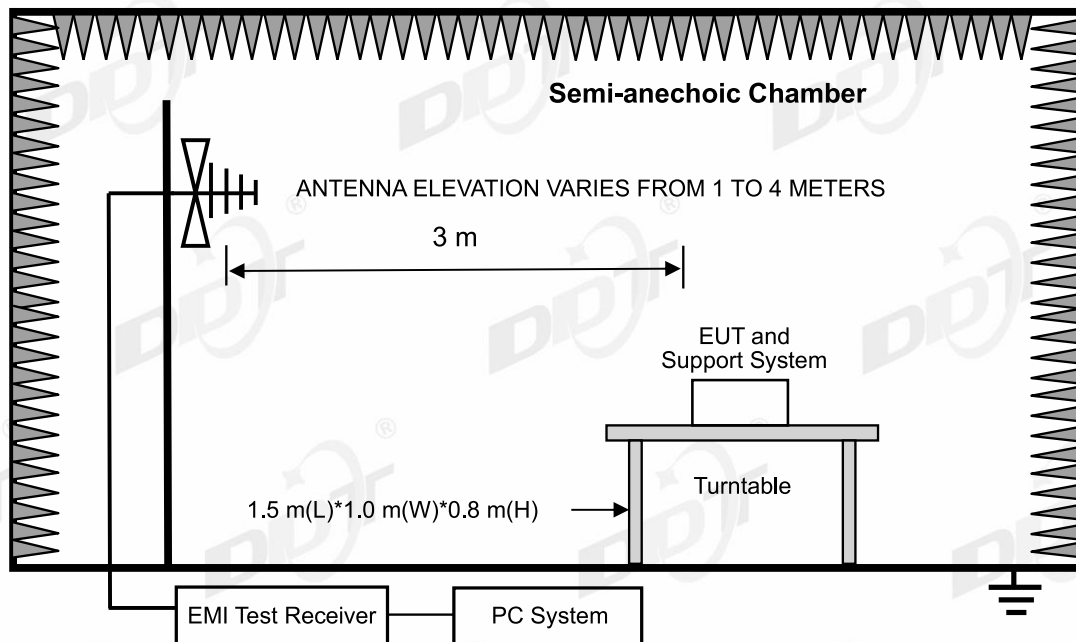 Semi-anechoic Chamber
ANTENNA ELEVATION VARIES FROM 1 TO 4 METERS
3 m
EUT and
Support System
Turntable
1.5 m(L)*1.0 m(W)*0.8 m(H)
EMI Test Receiver
PC System
DDT
®